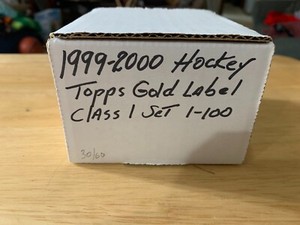 1999-2000 Hockey
Topps Gold Label
Class 1 Set 1-100
30/60